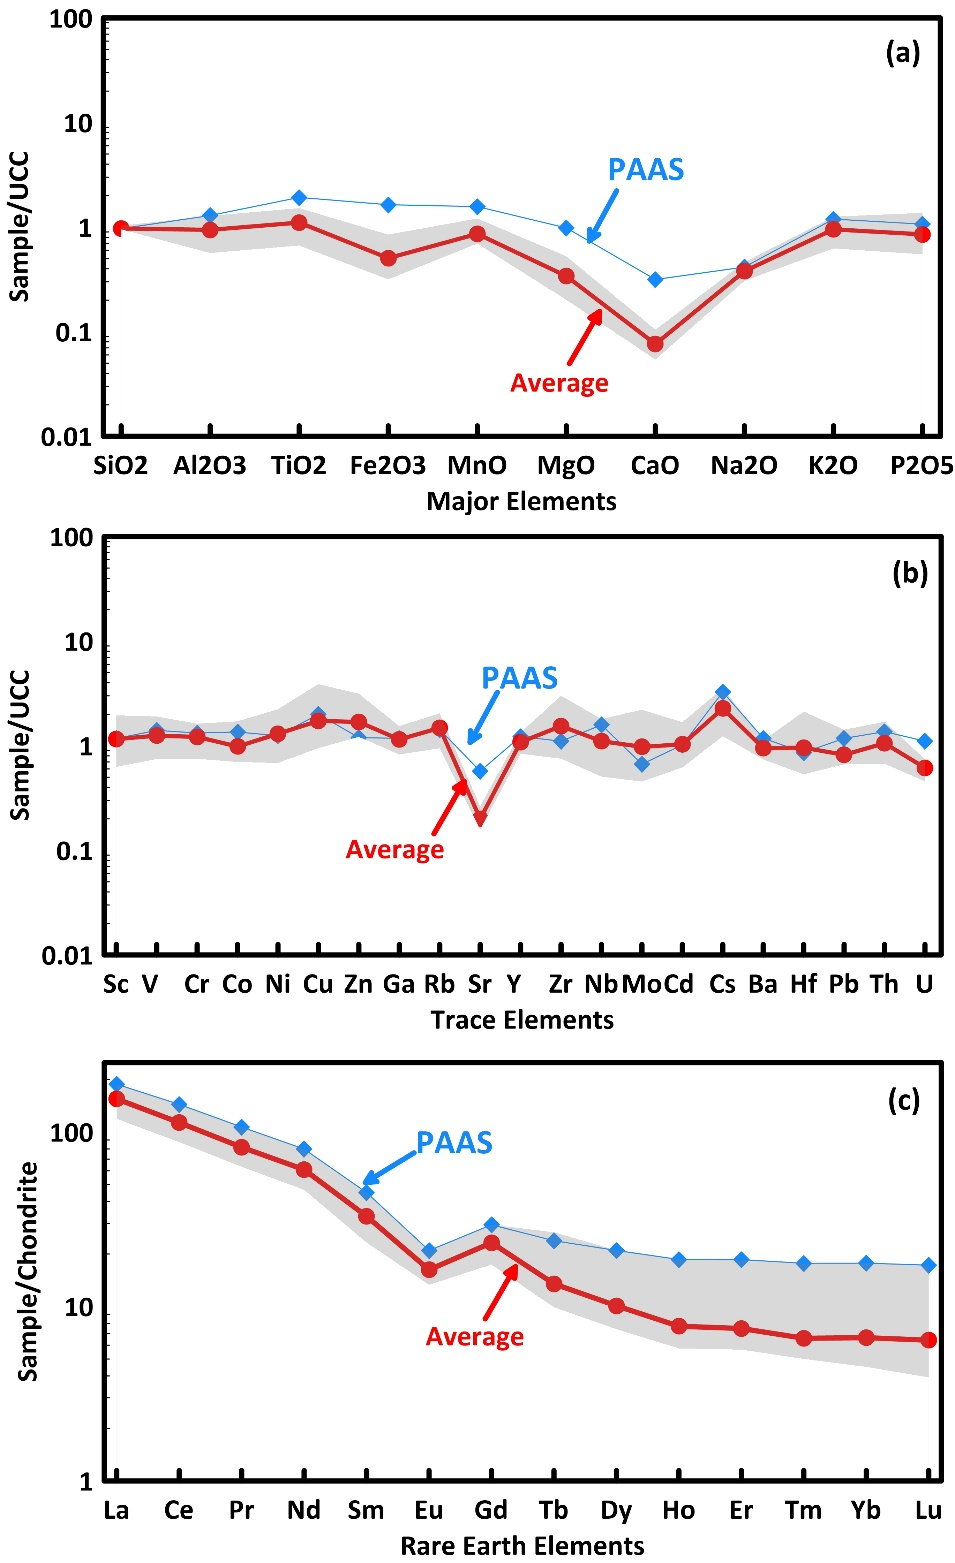 100
(a)
10
PAAS
1
0.1
Average
0.01
Sample/UCC
SiO2 Al2O3 TiO2 Fe2O3 MnO MgO CaO Na2O K2O P2O5
Major Elements
100
(b)
10
PAAS
1
Average
0.1
0.01
Sample/UCC
Sc V Cr Co Ni Cu Zn Ga Rb Sr Y Zr Nb Mo Cd Cs Ba Hf Pb Th U
Trace Elements
(c)
100
PAAS
10
Average
1
Sample/Chondrite
La Ce Pr Nd Sm Eu Gd Tb Dy Ho Er Tm Yb Lu
Rare Earth Elements